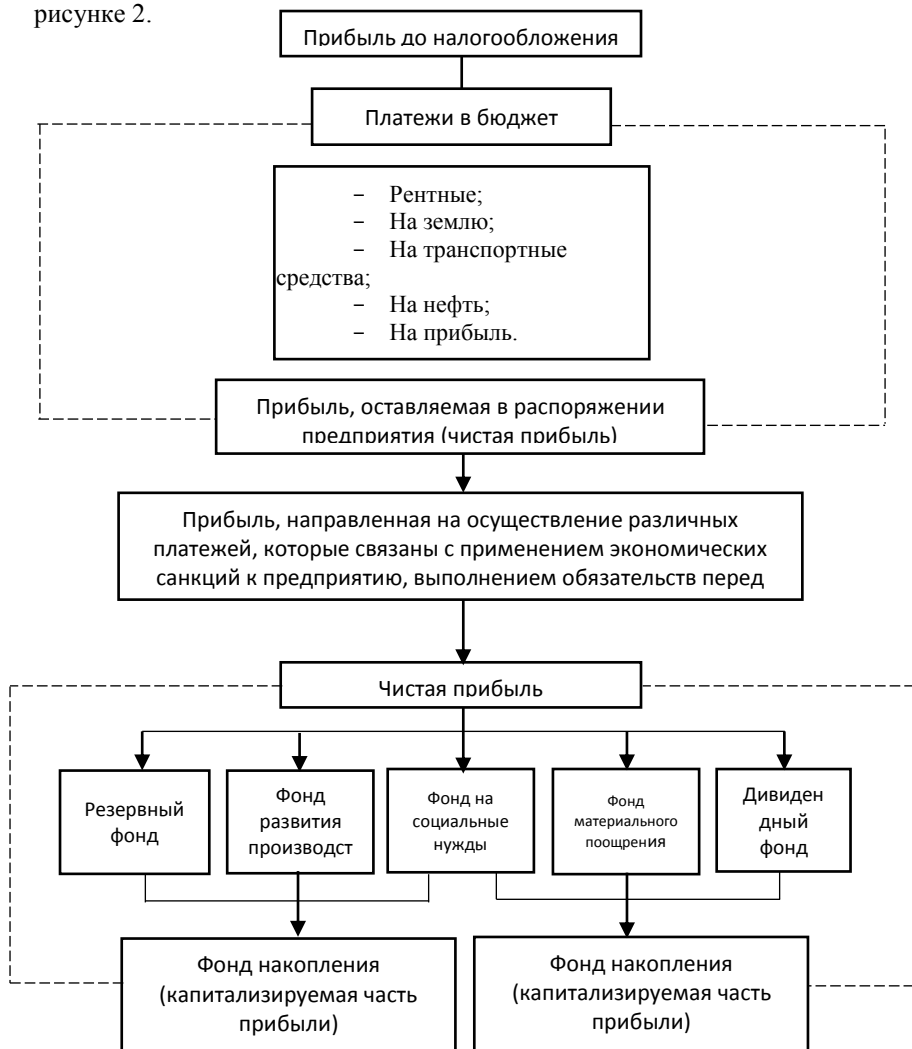 рисунке 2.
Прибыль до налогообложения
Платежи в бюджет
− Рентные;
− На землю;
− На транспортные
средства;
− На нефть;
− На прибыль.
Прибыль, оставляемая в распоряжении
предприятия (чистая прибыль)
Прибыль, направленная на осуществление различных
платежей, которые связаны с применением экономических
санкций к предприятию, выполнением обязательств перед
Чистая прибыль
Резервный
фонд
Фонд
развития
производст
Фонд на
социальные
нужды
Фонд
материального
поощрения
Дивиден
дный
фонд
Фонд накопления
(капитализируемая часть
прибыли)
Фонд накопления
(капитализируемая часть
прибыли)